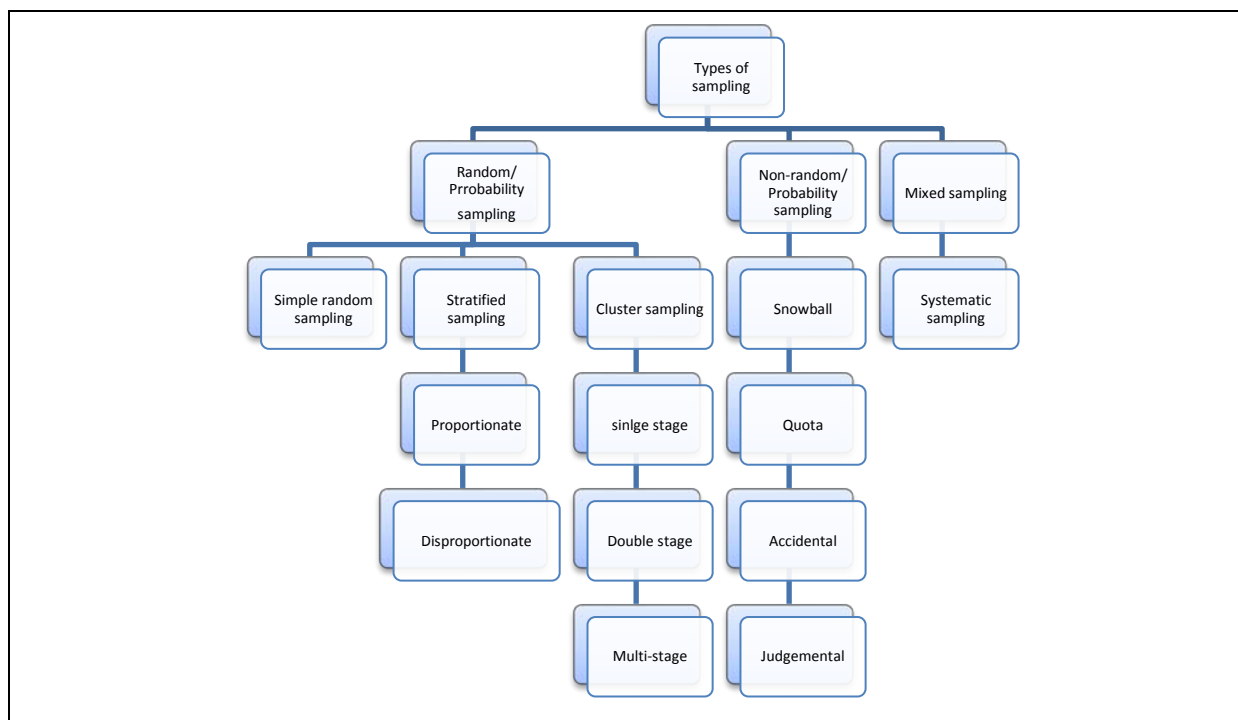 Types of
sampling
Random/
Prrobability
sampling
Non-random/
Probability
sampling
Mixed sampling
Simple random
sampling
Stratified
sampling
Cluster sampling
Snowball
Systematic
sampling
Proportionate
sinlge stage
Quota
Disproportionate
Double stage
Accidental
Multi-stage
Judgemental